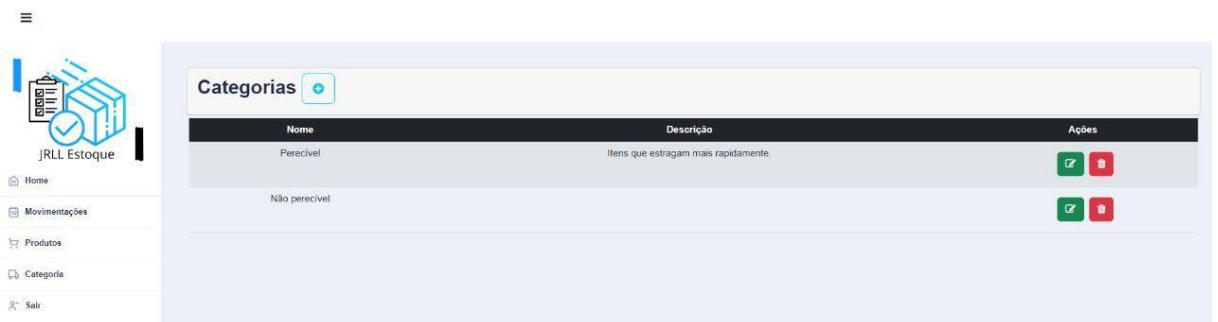 JRLL Estoque
Home
Movimentações
Produtos
Categoria
Sair
Categorias
Nome Descrição Ações
Perecível Itens que estragam mais rapidamente.
Não perecível